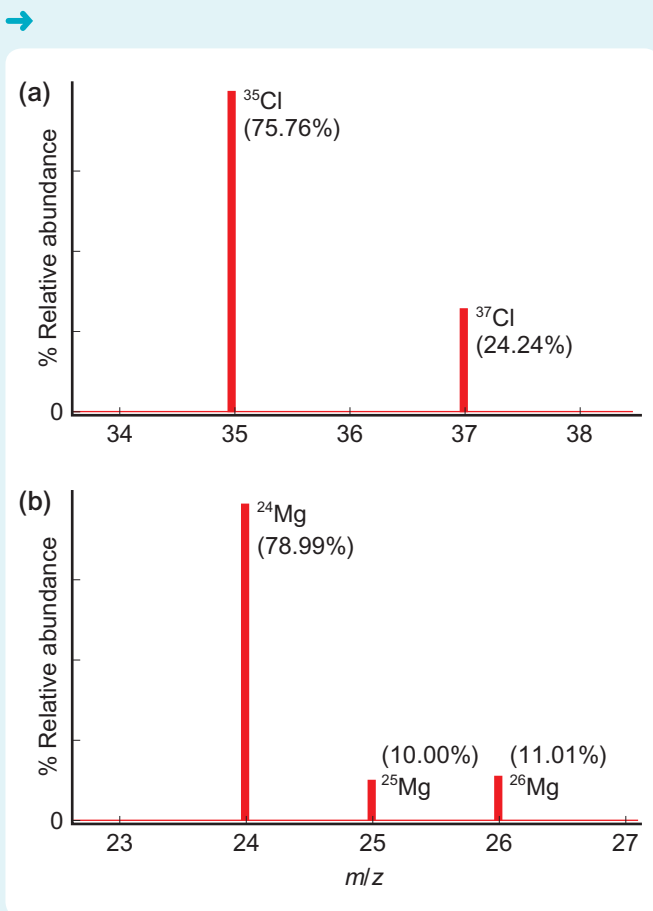 (a)
% Relative abundance
³⁵Cl
(75.76%)
³⁷Cl
(24.24%)
0
34 35 36 37 38
(b)
% Relative abundance
²⁴Mg
(78.99%)
(10.00%) (11.01%)
²⁵Mg ²⁶Mg
0
23 24 25 26 27
m/z